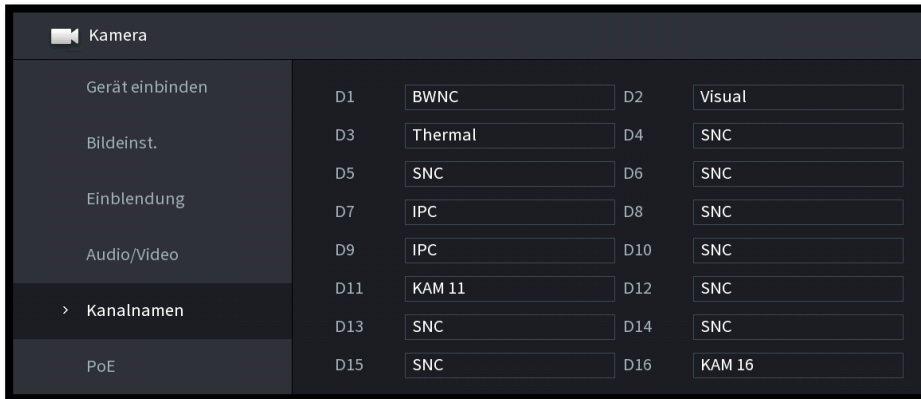 Kamera
Gerät einbinden
Bildeinst.
Einblendung
Audio/Video
> Kanalnamen
PoE
D1 BWNC D2 Visual
D3 Thermal D4 SNC
D5 SNC D6 SNC
D7 IPC D8 SNC
D9 IPC D10 SNC
D11 KAM 11 D12 SNC
D13 SNC D14 SNC
D15 SNC D16 KAM 16